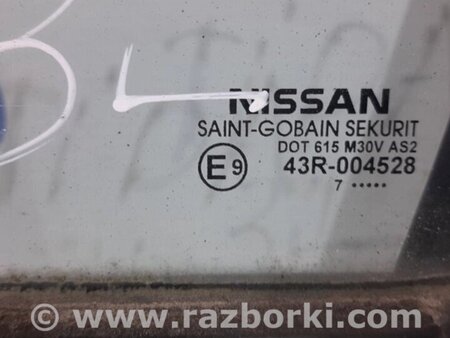 NISSAN
SAINT-GOBAIN SEKURIT
DOT 615 M30V AS2
E9 43R-004528
7 •••••
© www.razborki.com